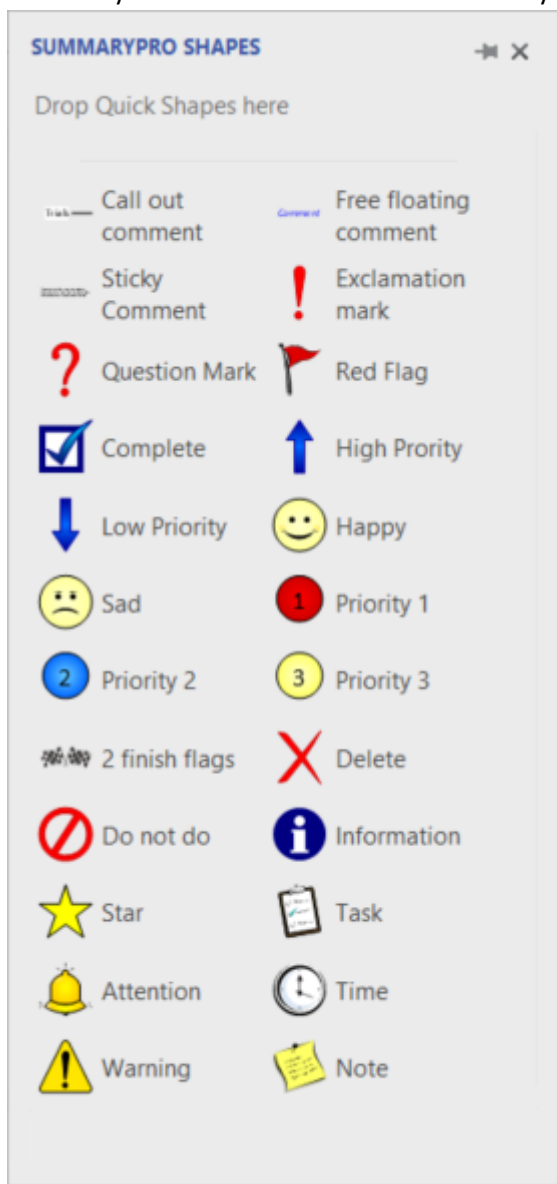 SUMMARYPRO SHAPES
Drop Quick Shapes here
Call out
comment
Comment
Free floating
comment
Sticky
Comment
Exclamation
mark
Question Mark
Red Flag
Complete
High Prority
Low Priority
Happy
Sad
1
Priority 1
2
Priority 2
3
Priority 3
2 finish flags
Delete
Do not do
Information
Star
Task
Attention
Time
Warning
Note